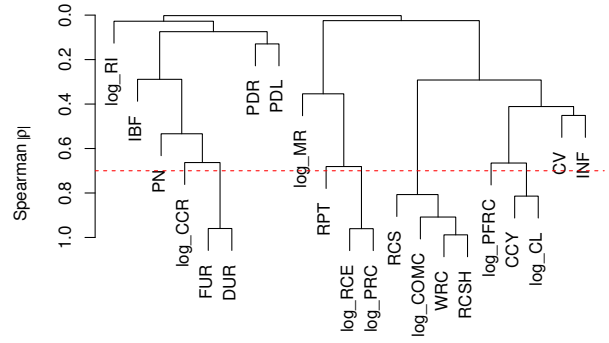 0.0
0.2
0.4
0.6
0.8
1.0
Spearman |ρ|
log_RI
IBF
PN
log_CCR
FUR
DUR
PDR
PDL
log_MR
RPT
log_RCE
log_PRC
RCS
log_COMC
WRC
RCSH
log_PFRC
CCY
log_CL
CV
INF